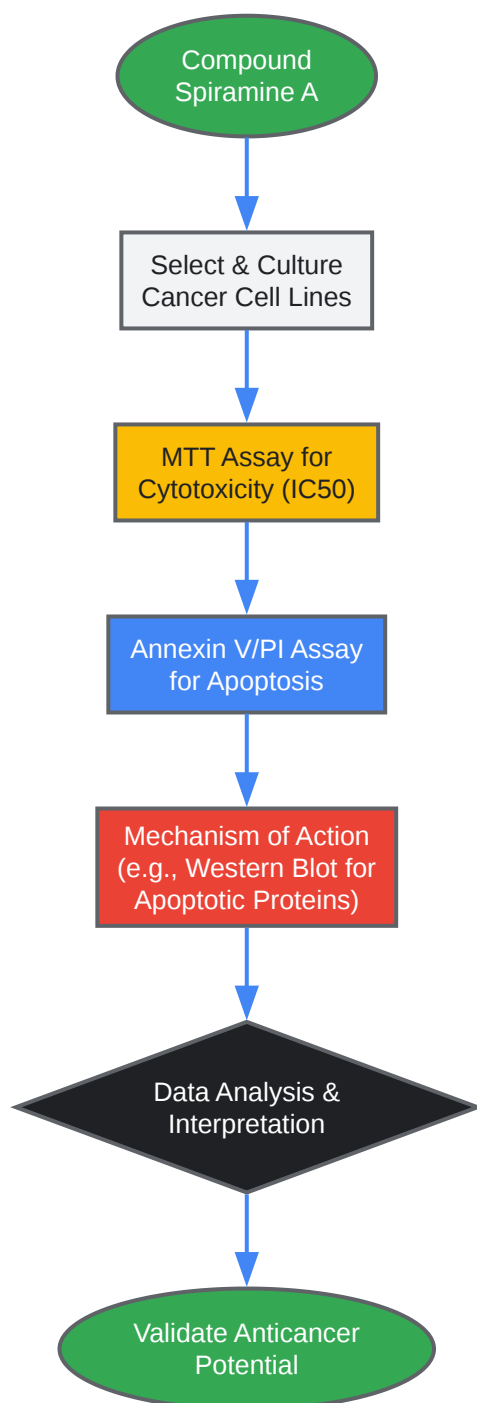 Compound
Spiramine A
Select & Culture
Cancer Cell Lines
MTT Assay for
Cytotoxicity (IC50)
Annexin V/PI Assay
for Apoptosis
Mechanism of Action
(e.g., Western Blot for
Apoptotic Proteins)
Data Analysis &
Interpretation
Validate Anticancer
Potential